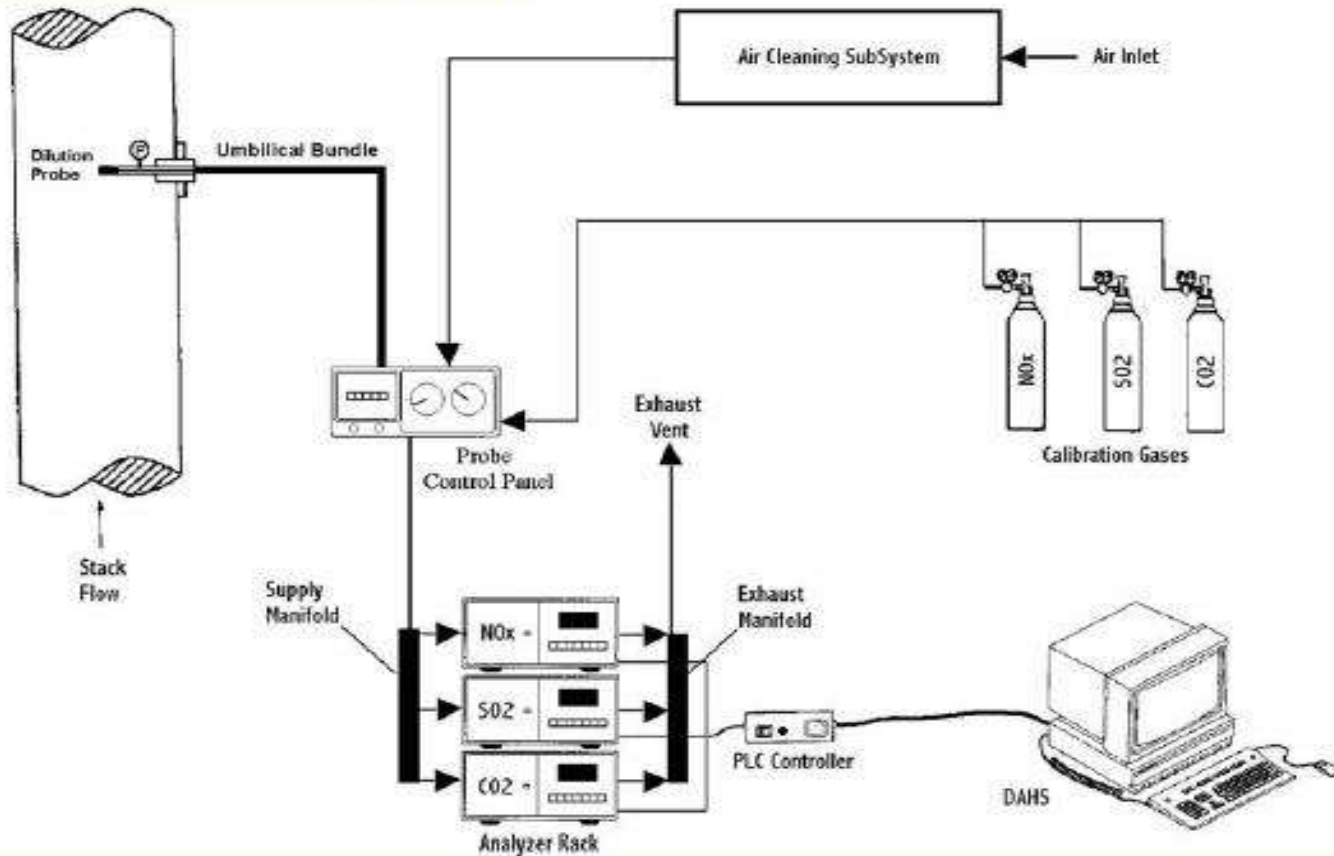 Air Cleaning SubSystem
Air Inlet
Dilution
Probe
P
Umbilical Bundle
NOx
SO2
CO2
Calibration Gases
Probe
Control Panel
Exhaust
Vent
Stack
Flow
Supply
Manifold
NOx
SO2
CO2
Analyzer Rack
Exhaust
Manifold
PLC Controller
DAHS